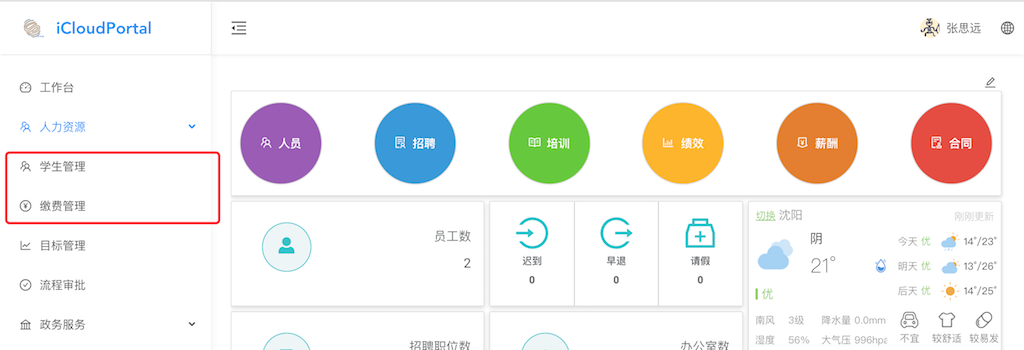 iCloudPortal
张思远
工作台
人力资源
学生管理
缴费管理
目标管理
流程审批
政务服务
人员
招聘
培训
绩效
薪酬
合同
员工数
2
迟到
0
早退
0
请假
0
切换 沈阳
刚刚更新
阴
21°
优
今天 优 14°/23°
明天 优 13°/26°
后天 优 14°/25°
南风 3级 降水量 0.0mm
湿度 56% 大气压 996hpa
不宜
较舒适
较易发
招聘职位数
办公室数